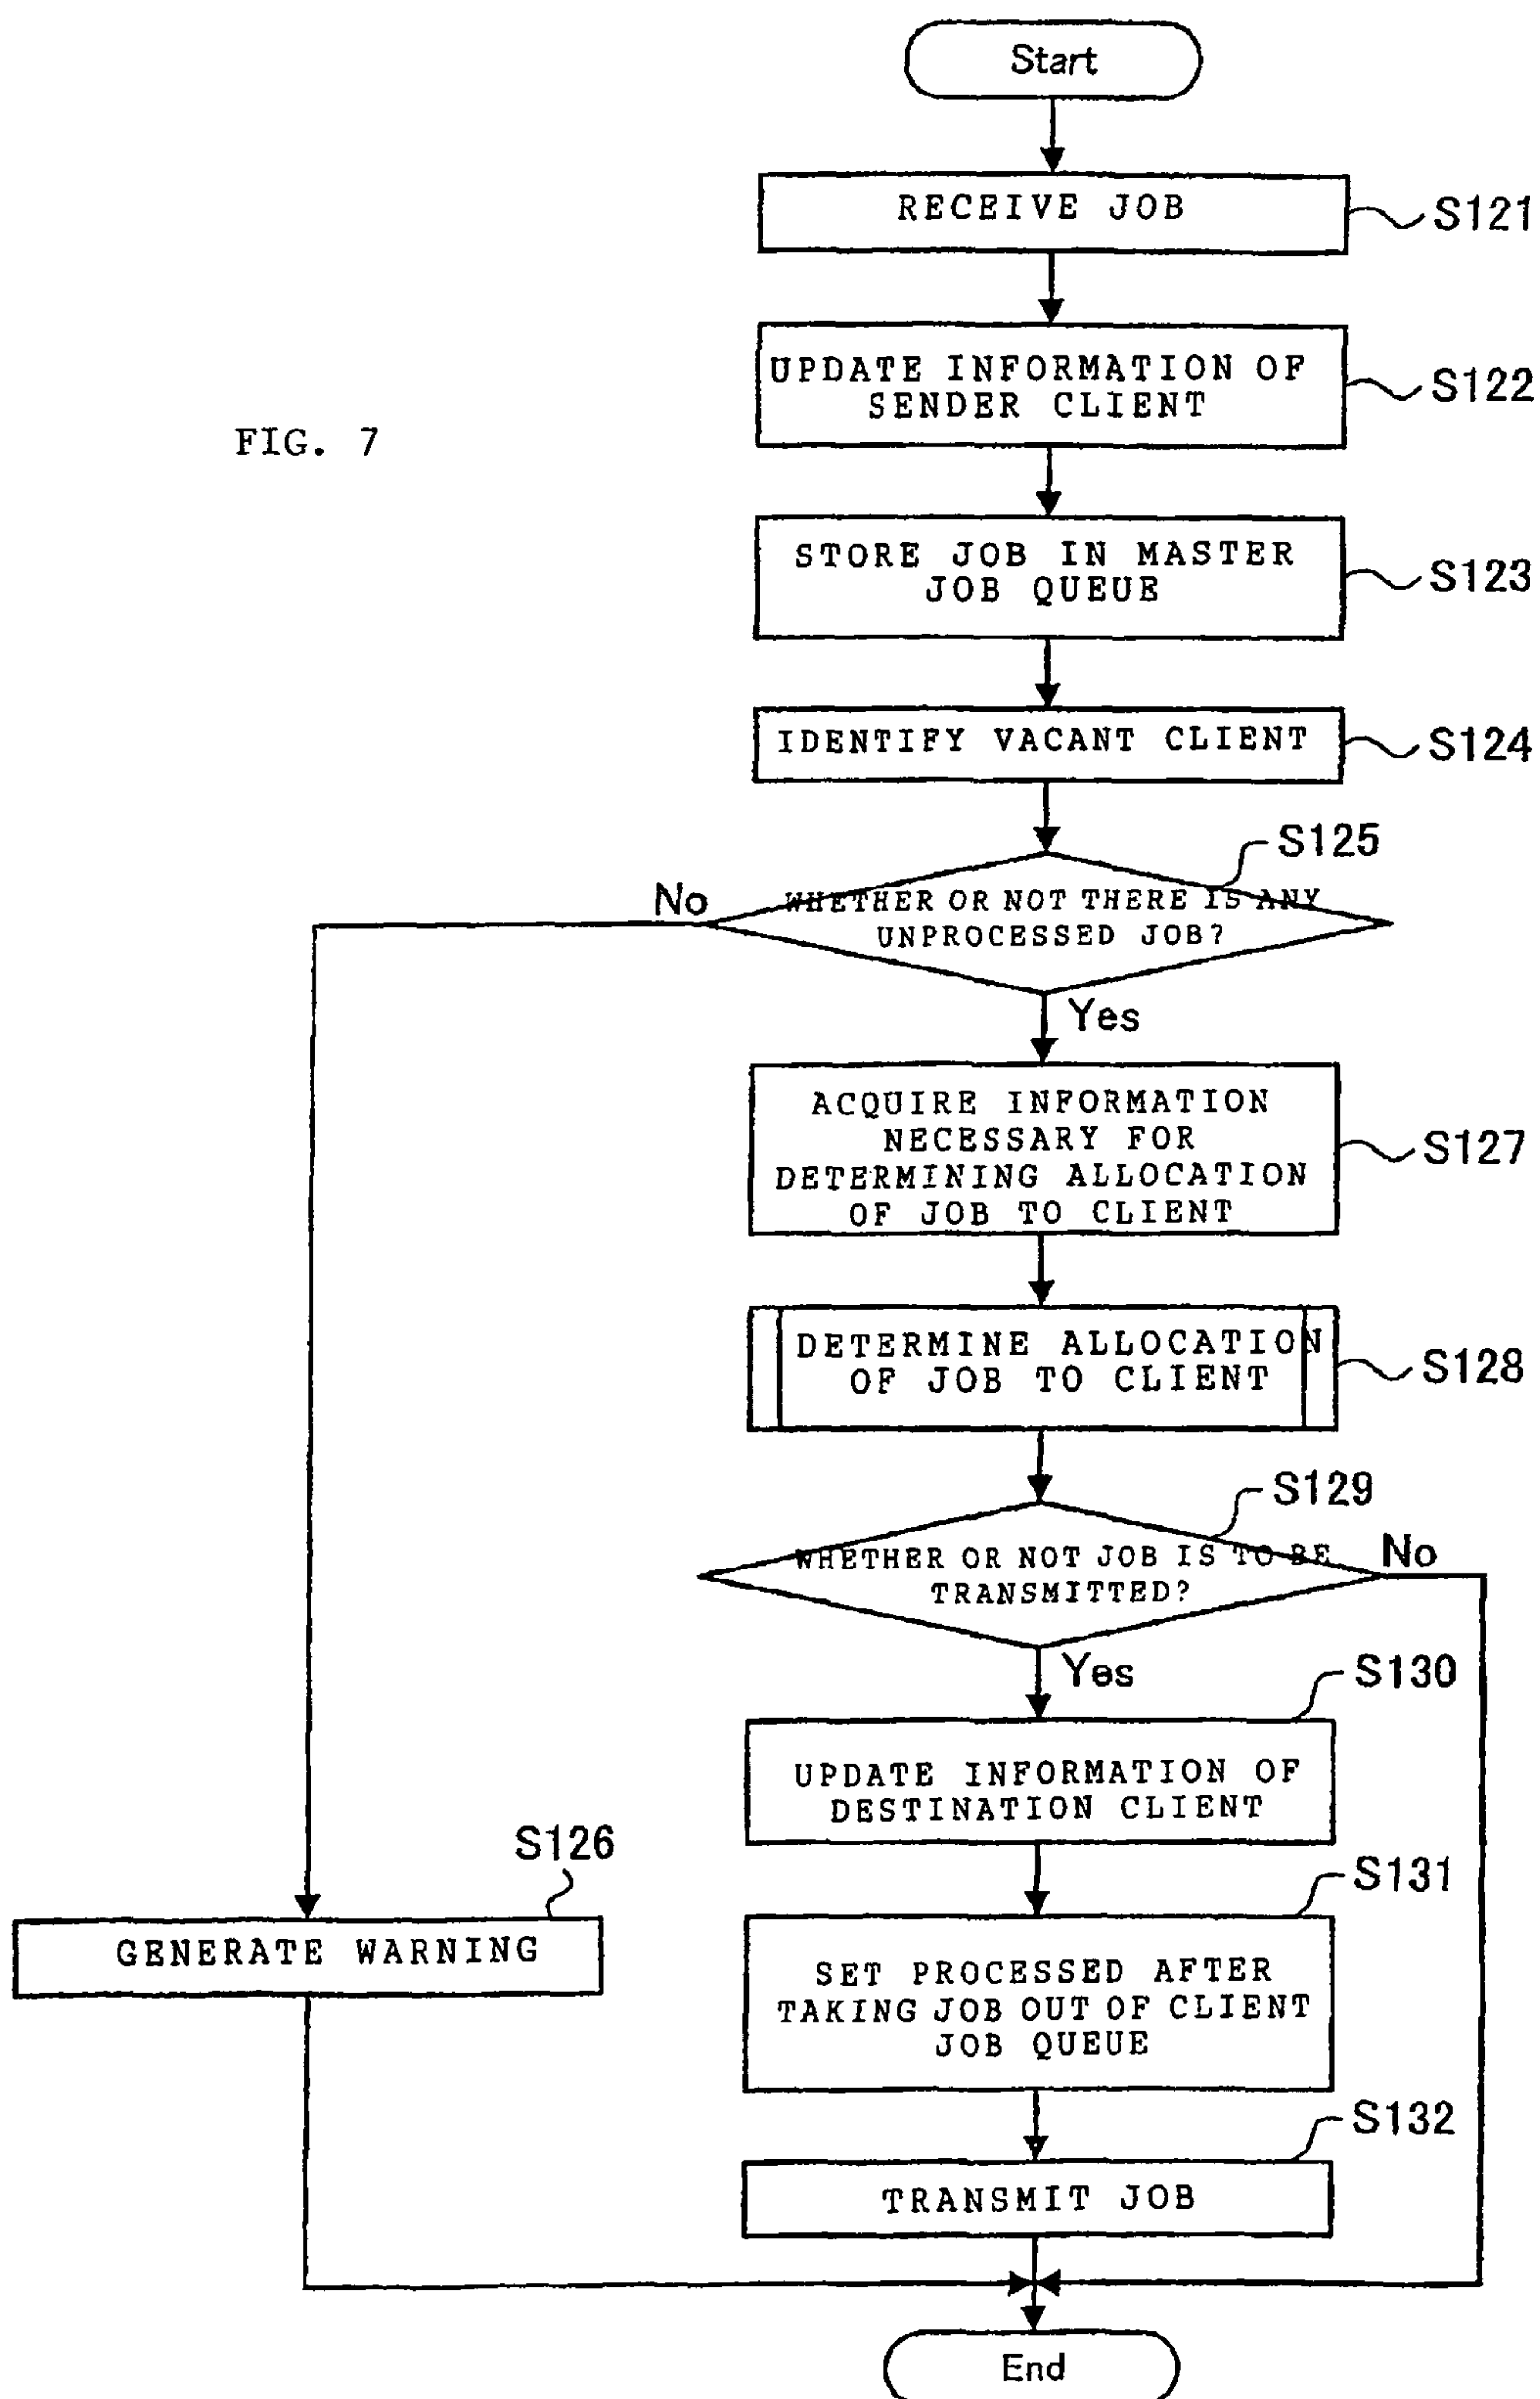 Start
RECEIVE JOB
S121
UPDATE INFORMATION OF
SENDER CLIENT
S122
FIG. 7
STORE JOB IN MASTER
JOB QUEUE
S123
IDENTIFY VACANT CLIENT
S124
S125
No
WHETHER OR NOT THERE IS ANY
UNPROCESSED JOB?
Yes
ACQUIRE INFORMATION
NECESSARY FOR
DETERMINING ALLOCATION
OF JOB TO CLIENT
S127
DETERMINE ALLOCATION
OF JOB TO CLIENT
S128
S129
WHETHER OR NOT JOB IS TO BE
TRANSMITTED?
No
Yes
S130
UPDATE INFORMATION OF
DESTINATION CLIENT
S126
GENERATE WARNING
S131
SET PROCESSED AFTER
TAKING JOB OUT OF CLIENT
JOB QUEUE
S132
TRANSMIT JOB
End